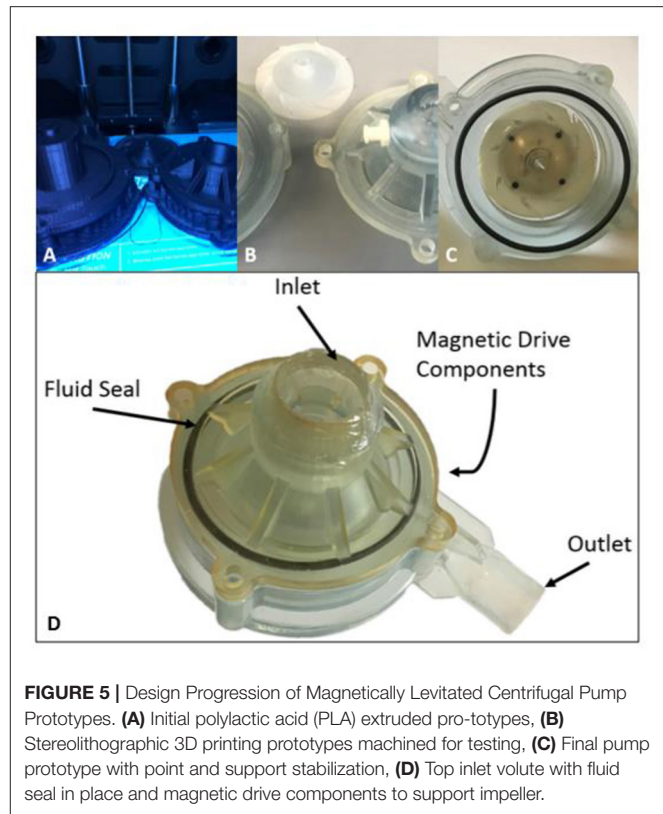 A
B
C
Inlet
Magnetic Drive
Components
Fluid Seal
Outlet
D
FIGURE 5 | Design Progression of Magnetically Levitated Centrifugal Pump
Prototypes. (A) Initial polylactic acid (PLA) extruded pro-totypes, (B)
Stereolithographic 3D printing prototypes machined for testing, (C) Final pump
prototype with point and support stabilization, (D) Top inlet volute with fluid
seal in place and magnetic drive components to support impeller.